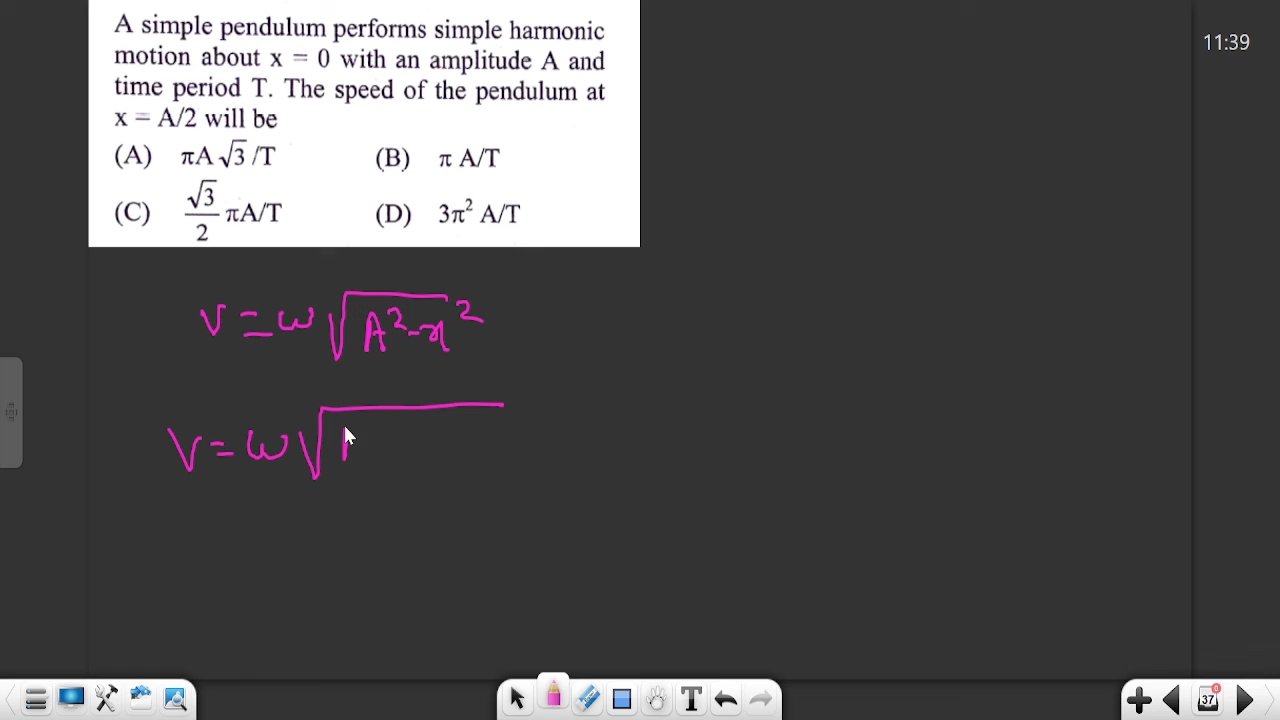 A simple pendulum performs simple harmonic
motion about x = 0 with an amplitude A and
time period T. The speed of the pendulum at
x = A/2 will be
(A) πA√3/T (B) π A/T
(C) √3/2 πA/T (D) 3π² A/T
11:39
V = ω√(A²-x²)
V = ω√
T
37
0